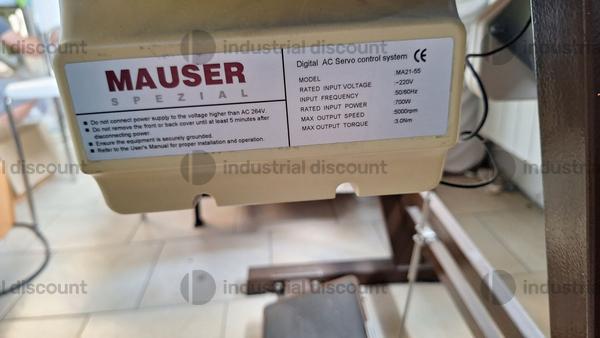 MAUSER
SPEZIAL
Do not connect power supply to the voltage higher than AC 264V.
Do not remove the front or back cover until at least 5 minutes after
disconnecting power.
Ensure the equipment is securely grounded.
Refer to the User's Manual for proper installation and operation.
Digital AC Servo control system CE
MODEL :MA21-55
RATED INPUT VOLTAGE :~220V
INPUT FREQUENCY :50/60Hz
RATED INPUT POWER :700W
MAX OUTPUT SPEED :5000rpm
MAX OUTPUT TORQUE :3.0Nm
industrial discount